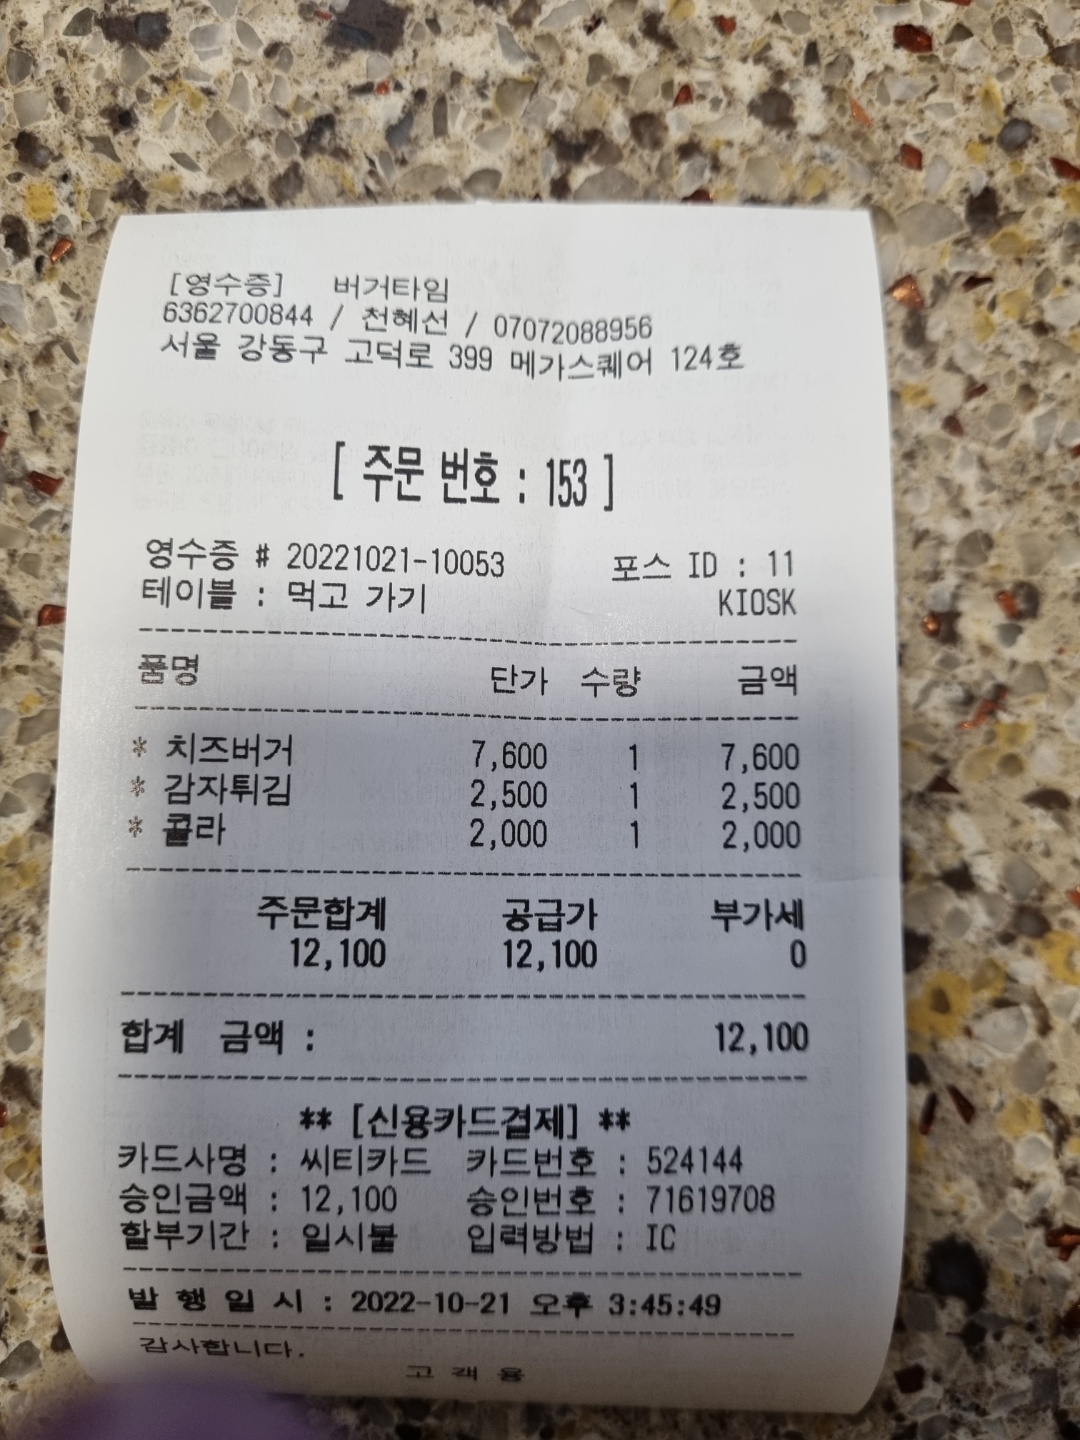 [영수증] 버거타임
6362700844 / 천혜선 / 07072088956
서울 강동구 고덕로 399 메가스퀘어 124호
[ 주문 번호 : 153 ]
영수증 # 20221021-10053 포스 ID : 11
테이블 : 먹고 가기 KIOSK
품명 단가 수량 금액
* 치즈버거 7,600 1 7,600
* 감자튀김 2,500 1 2,500
* 콜라 2,000 1 2,000
주문합계 공급가 부가세
12,100 12,100 0
합계 금액 : 12,100
** [신용카드결제] **
카드사명 : 씨티카드 카드번호 : 524144
승인금액 : 12,100 승인번호 : 71619708
할부기간 : 일시불 입력방법 : IC
발 행 일 시 : 2022-10-21 오후 3:45:49
감사합니다.
고 객 용